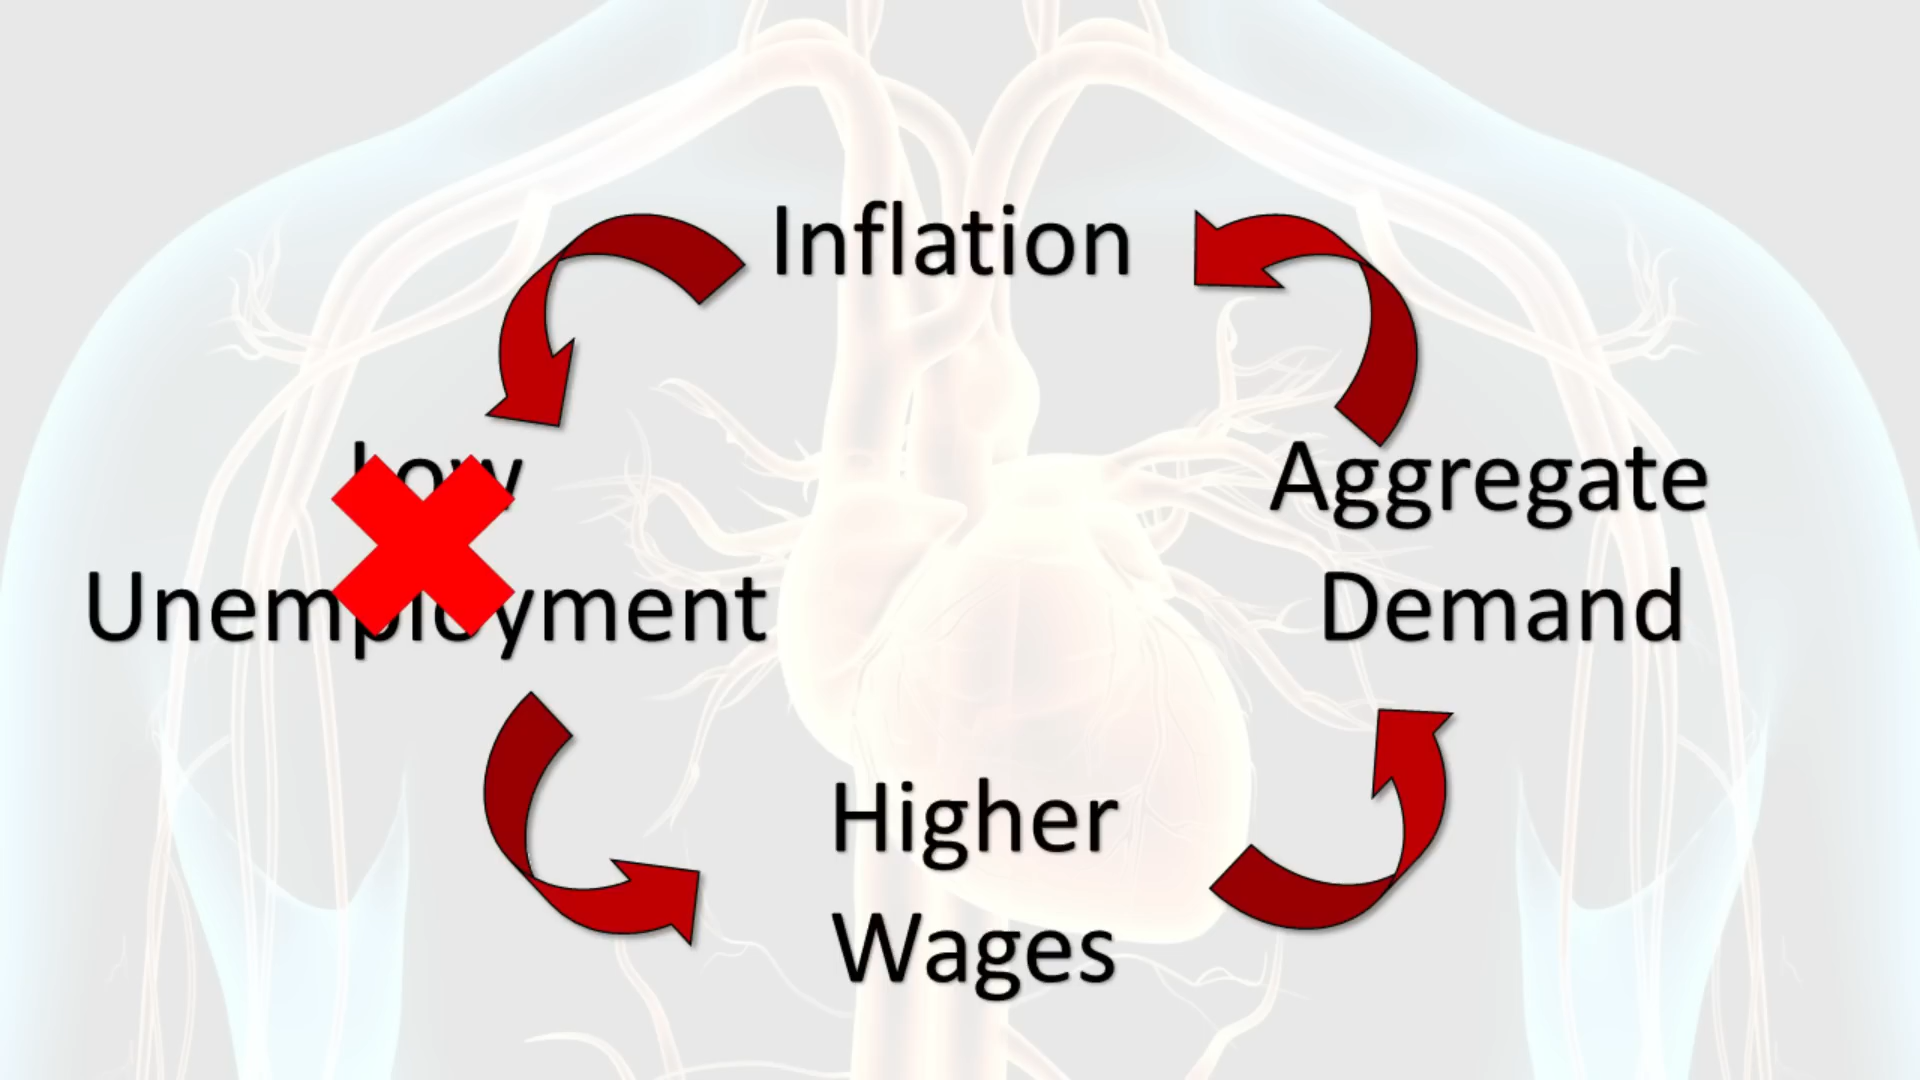 Inflation
Low
Unemployment
Aggregate
Demand
Higher
Wages